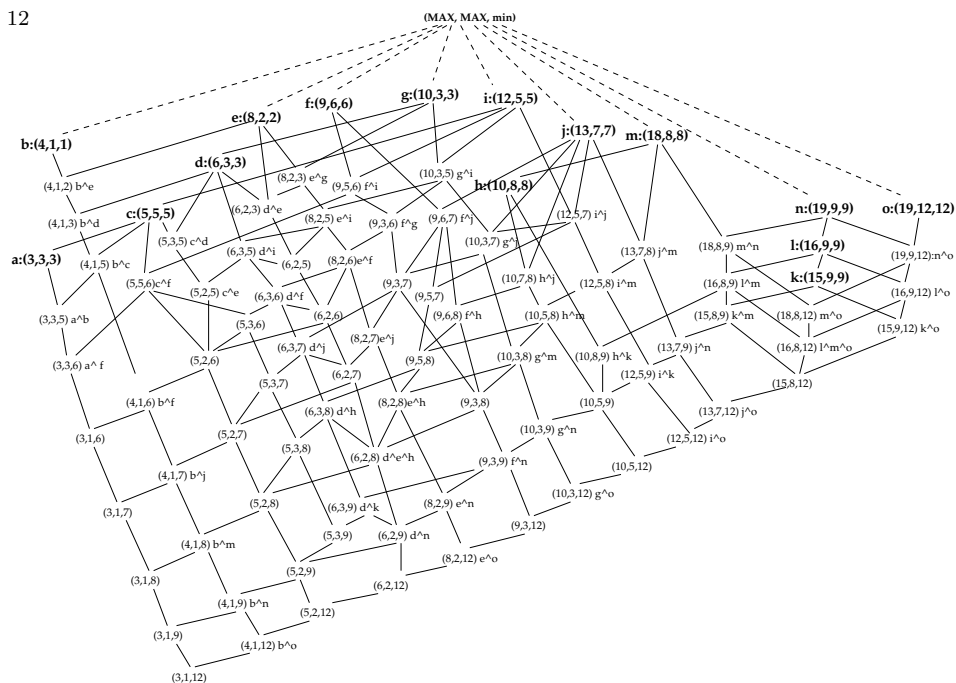 12
(MAX, MAX, min)
g:(10,3,3)
i:(12,5,5)
f:(9,6,6)
e:(8,2,2)
j:(13,7,7)
m:(18,8,8)
b:(4,1,1)
d:(6,3,3)
(8,2,3) e^g
(10,3,5) g^i
(4,1,2) b^e
(9,5,6) f^i
h:(10,8,8)
(4,1,3) b^d
c:(5,5,5)
(6,2,3) d^e
(8,2,5) e^i
(9,3,6) f^g
(9,6,7) f^j
(12,5,7) i^j
n:(19,9,9)
o:(19,12,12)
(5,3,5) c^d
(10,3,7) g^j
(18,8,9) m^n
l:(16,9,9)
(6,3,5) d^i
(13,7,8) j^m
(19,9,12):n^o
a:(3,3,3)
(4,1,5) b^c
(6,2,5)
(8,2,6)e^f
(5,5,6)c^f
(9,3,7)
(10,7,8) h^j
(12,5,8) i^m
(16,8,9) l^m
k:(15,9,9)
(5,2,5) c^e
(6,3,6) d^f
(9,5,7)
(16,9,12) l^o
(3,3,5) a^b
(5,3,6)
(6,2,6)
(9,6,8) f^h
(10,5,8) h^m
(15,8,9) k^m
(18,8,12) m^o
(15,9,12) k^o
(8,2,7)e^j
(6,3,7) d^j
(13,7,9) j^n
(16,8,12) l^m^o
(3,3,6) a^ f
(5,2,6)
(9,5,8)
(10,3,8) g^m
(10,8,9) h^k
(6,2,7)
(12,5,9) i^k
(5,3,7)
(15,8,12)
(4,1,6) b^f
(8,2,8)e^h
(9,3,8)
(10,5,9)
(6,3,8) d^h
(13,7,12) j^o
(3,1,6)
(5,2,7)
(10,3,9) g^n
(12,5,12) i^o
(5,3,8)
(6,2,8) d^e^h
(9,3,9) f^n
(10,5,12)
(4,1,7) b^j
(10,3,12) g^o
(5,2,8)
(6,3,9) d^k
(8,2,9) e^n
(3,1,7)
(9,3,12)
(5,3,9)
(6,2,9) d^n
(4,1,8) b^m
(8,2,12) e^o
(5,2,9)
(3,1,8)
(6,2,12)
(4,1,9) b^n
(5,2,12)
(3,1,9)
(4,1,12) b^o
(3,1,12)